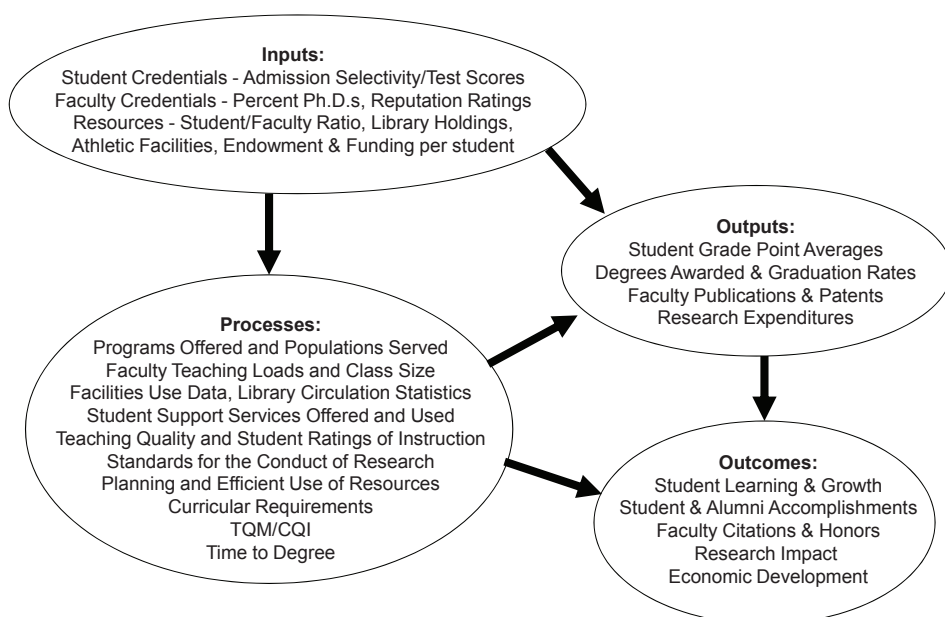 Inputs:
Student Credentials - Admission Selectivity/Test Scores
Faculty Credentials - Percent Ph.D.s, Reputation Ratings
Resources - Student/Faculty Ratio, Library Holdings,
Athletic Facilities, Endowment & Funding per student
Outputs:
Student Grade Point Averages
Degrees Awarded & Graduation Rates
Faculty Publications & Patents
Research Expenditures
Processes:
Programs Offered and Populations Served
Faculty Teaching Loads and Class Size
Facilities Use Data, Library Circulation Statistics
Student Support Services Offered and Used
Teaching Quality and Student Ratings of Instruction
Standards for the Conduct of Research
Planning and Efficient Use of Resources
Curricular Requirements
TQM/CQI
Time to Degree
Outcomes:
Student Learning & Growth
Student & Alumni Accomplishments
Faculty Citations & Honors
Research Impact
Economic Development